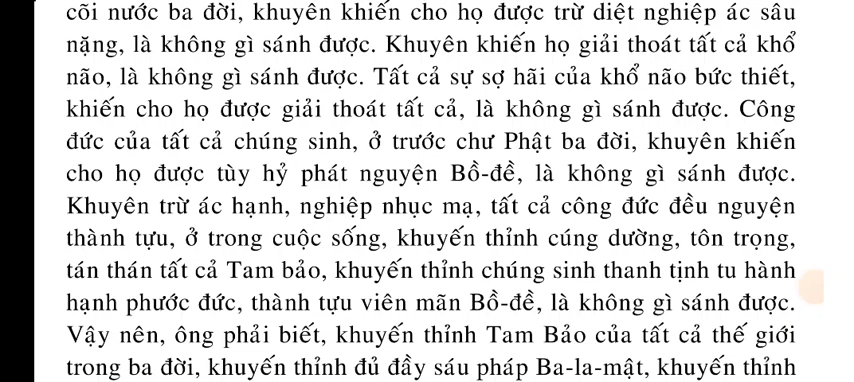 cõi nước ba đời, khuyên khiến cho họ được trừ diệt nghiệp ác sâu
nặng, là không gì sánh được. Khuyên khiến họ giải thoát tất cả khổ
não, là không gì sánh được. Tất cả sự sợ hãi của khổ não bức thiết,
khiến cho họ được giải thoát tất cả, là không gì sánh được. Công
đức của tất cả chúng sinh, ở trước chư Phật ba đời, khuyên khiến
cho họ được tùy hỷ phát nguyện Bồ-đề, là không gì sánh được.
Khuyên trừ ác hạnh, nghiệp nhục mạ, tất cả công đức đều nguyện
thành tựu, ở trong cuộc sống, khuyến thỉnh cúng dường, tôn trọng,
tán thán tất cả Tam bảo, khuyến thỉnh chúng sinh thanh tịnh tu hành
hạnh phước đức, thành tựu viên mãn Bồ-đề, là không gì sánh được.
Vậy nên, ông phải biết, khuyến thỉnh Tam Bảo của tất cả thế giới
trong ba đời, khuyến thỉnh đủ đầy sáu pháp Ba-la-mật, khuyến thỉnh